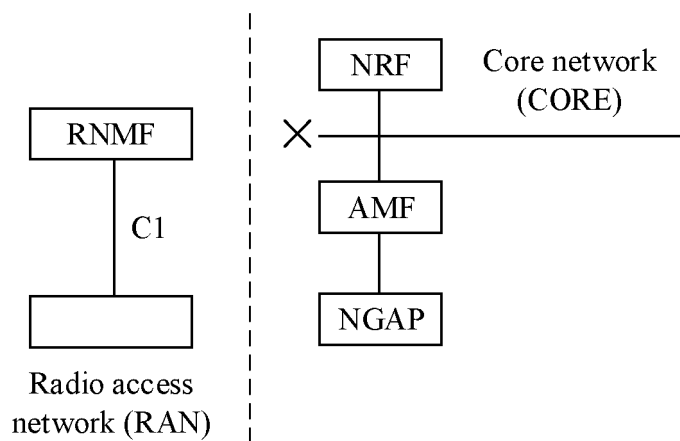 NRF
Core network
(CORE)
RNMF
AMF
C1
NGAP
Radio access
network (RAN)